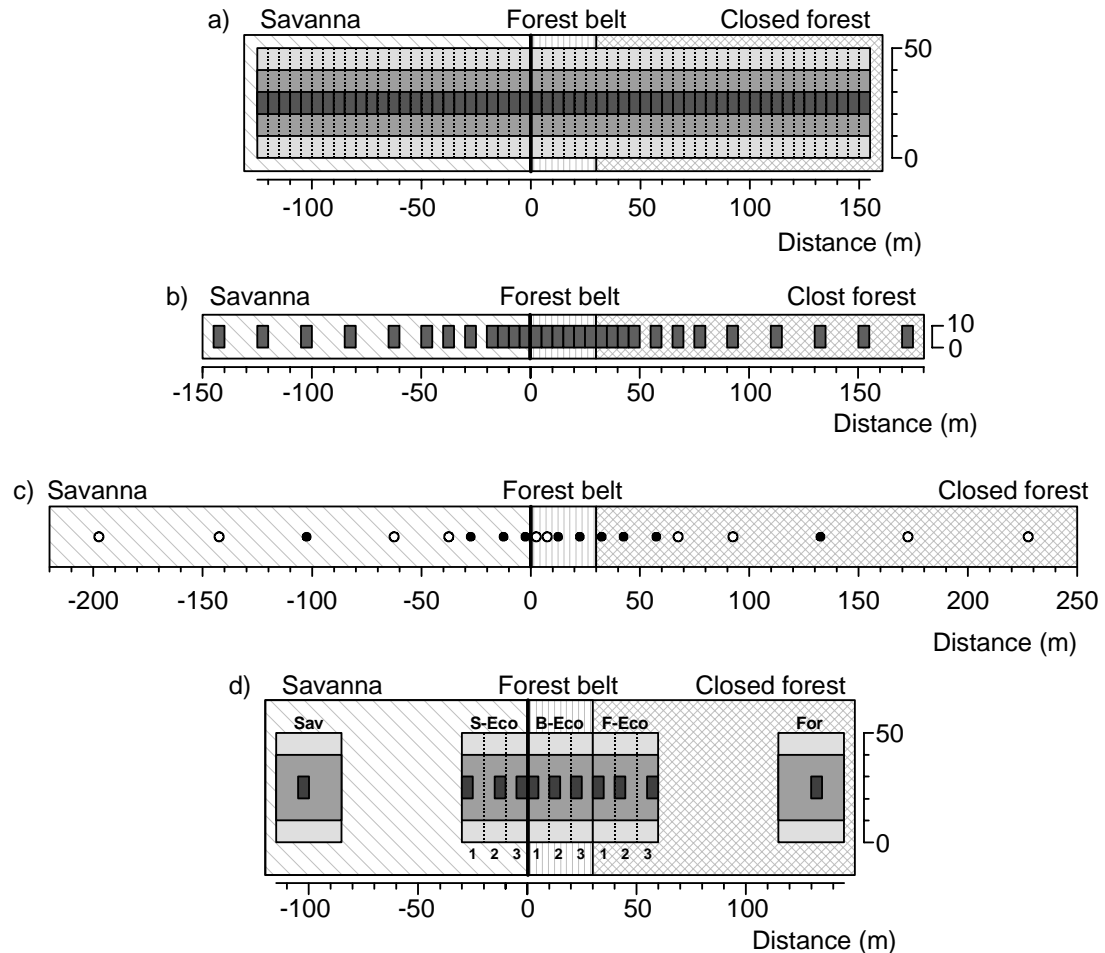 a) Savanna Forest belt Closed forest
50
0
-100 -50 0 50 100 150
Distance (m)
b) Savanna Forest belt Clost forest
10
0
-150 -100 -50 0 50 100 150
Distance (m)
c) Savanna Forest belt Closed forest
-200 -150 -100 -50 0 50 100 150 200 250
Distance (m)
d) Savanna Forest belt Closed forest
Sav S-Eco B-Eco F-Eco For
50
0
1 2 3 1 2 3 1 2 3
-100 -50 0 50 100
Distance (m)